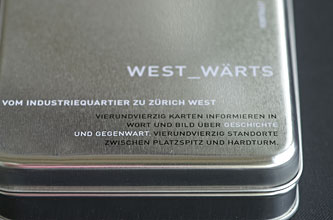 WEST_WÄRTS
VOM INDUSTRIEQUARTIER ZU ZÜRICH WEST
VIERUNDVIERZIG KARTEN INFORMIEREN IN
WORT UND BILD ÜBER GESCHICHTE
UND GEGENWART. VIERUNDVIERZIG STANDORTE
ZWISCHEN PLATZSPITZ UND HARDTURM.